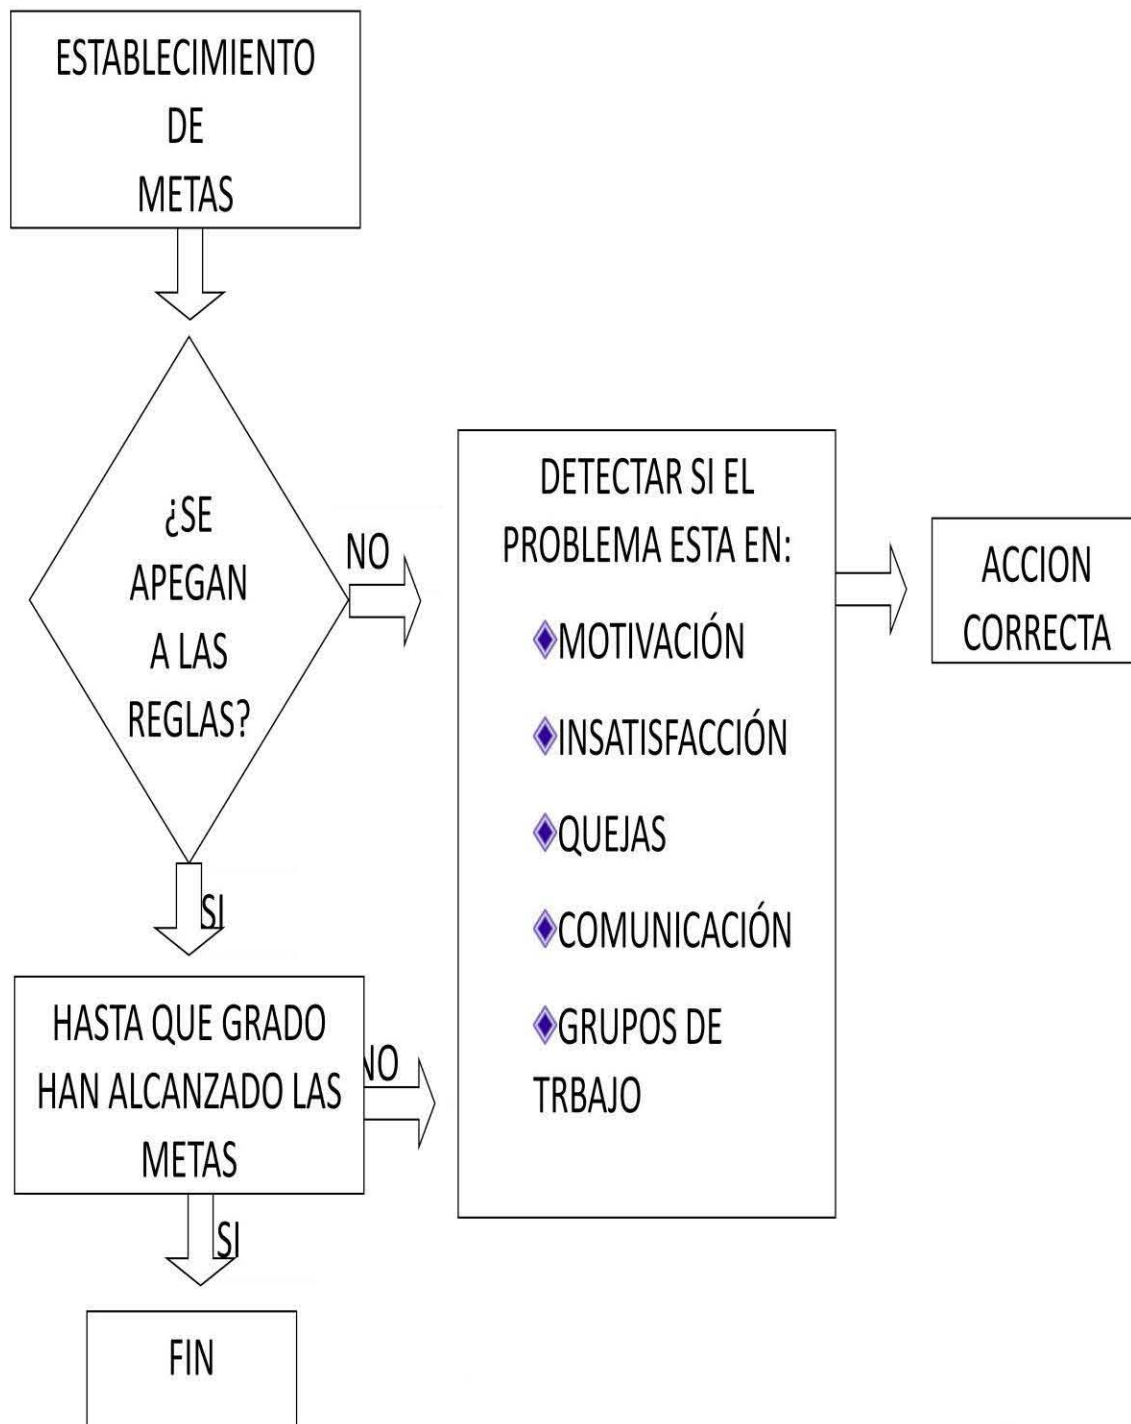 ESTABLECIMIENTO
DE
METAS
¿SE
APEGAN
A LAS
REGLAS?
NO
SI
DETECTAR SI EL
PROBLEMA ESTA EN:
MOTIVACIÓN
INSATISFACCIÓN
QUEJAS
COMUNICACIÓN
GRUPOS DE
TRBAJO
ACCION
CORRECTA
HASTA QUE GRADO
HAN ALCANZADO LAS
METAS
NO
SI
FIN